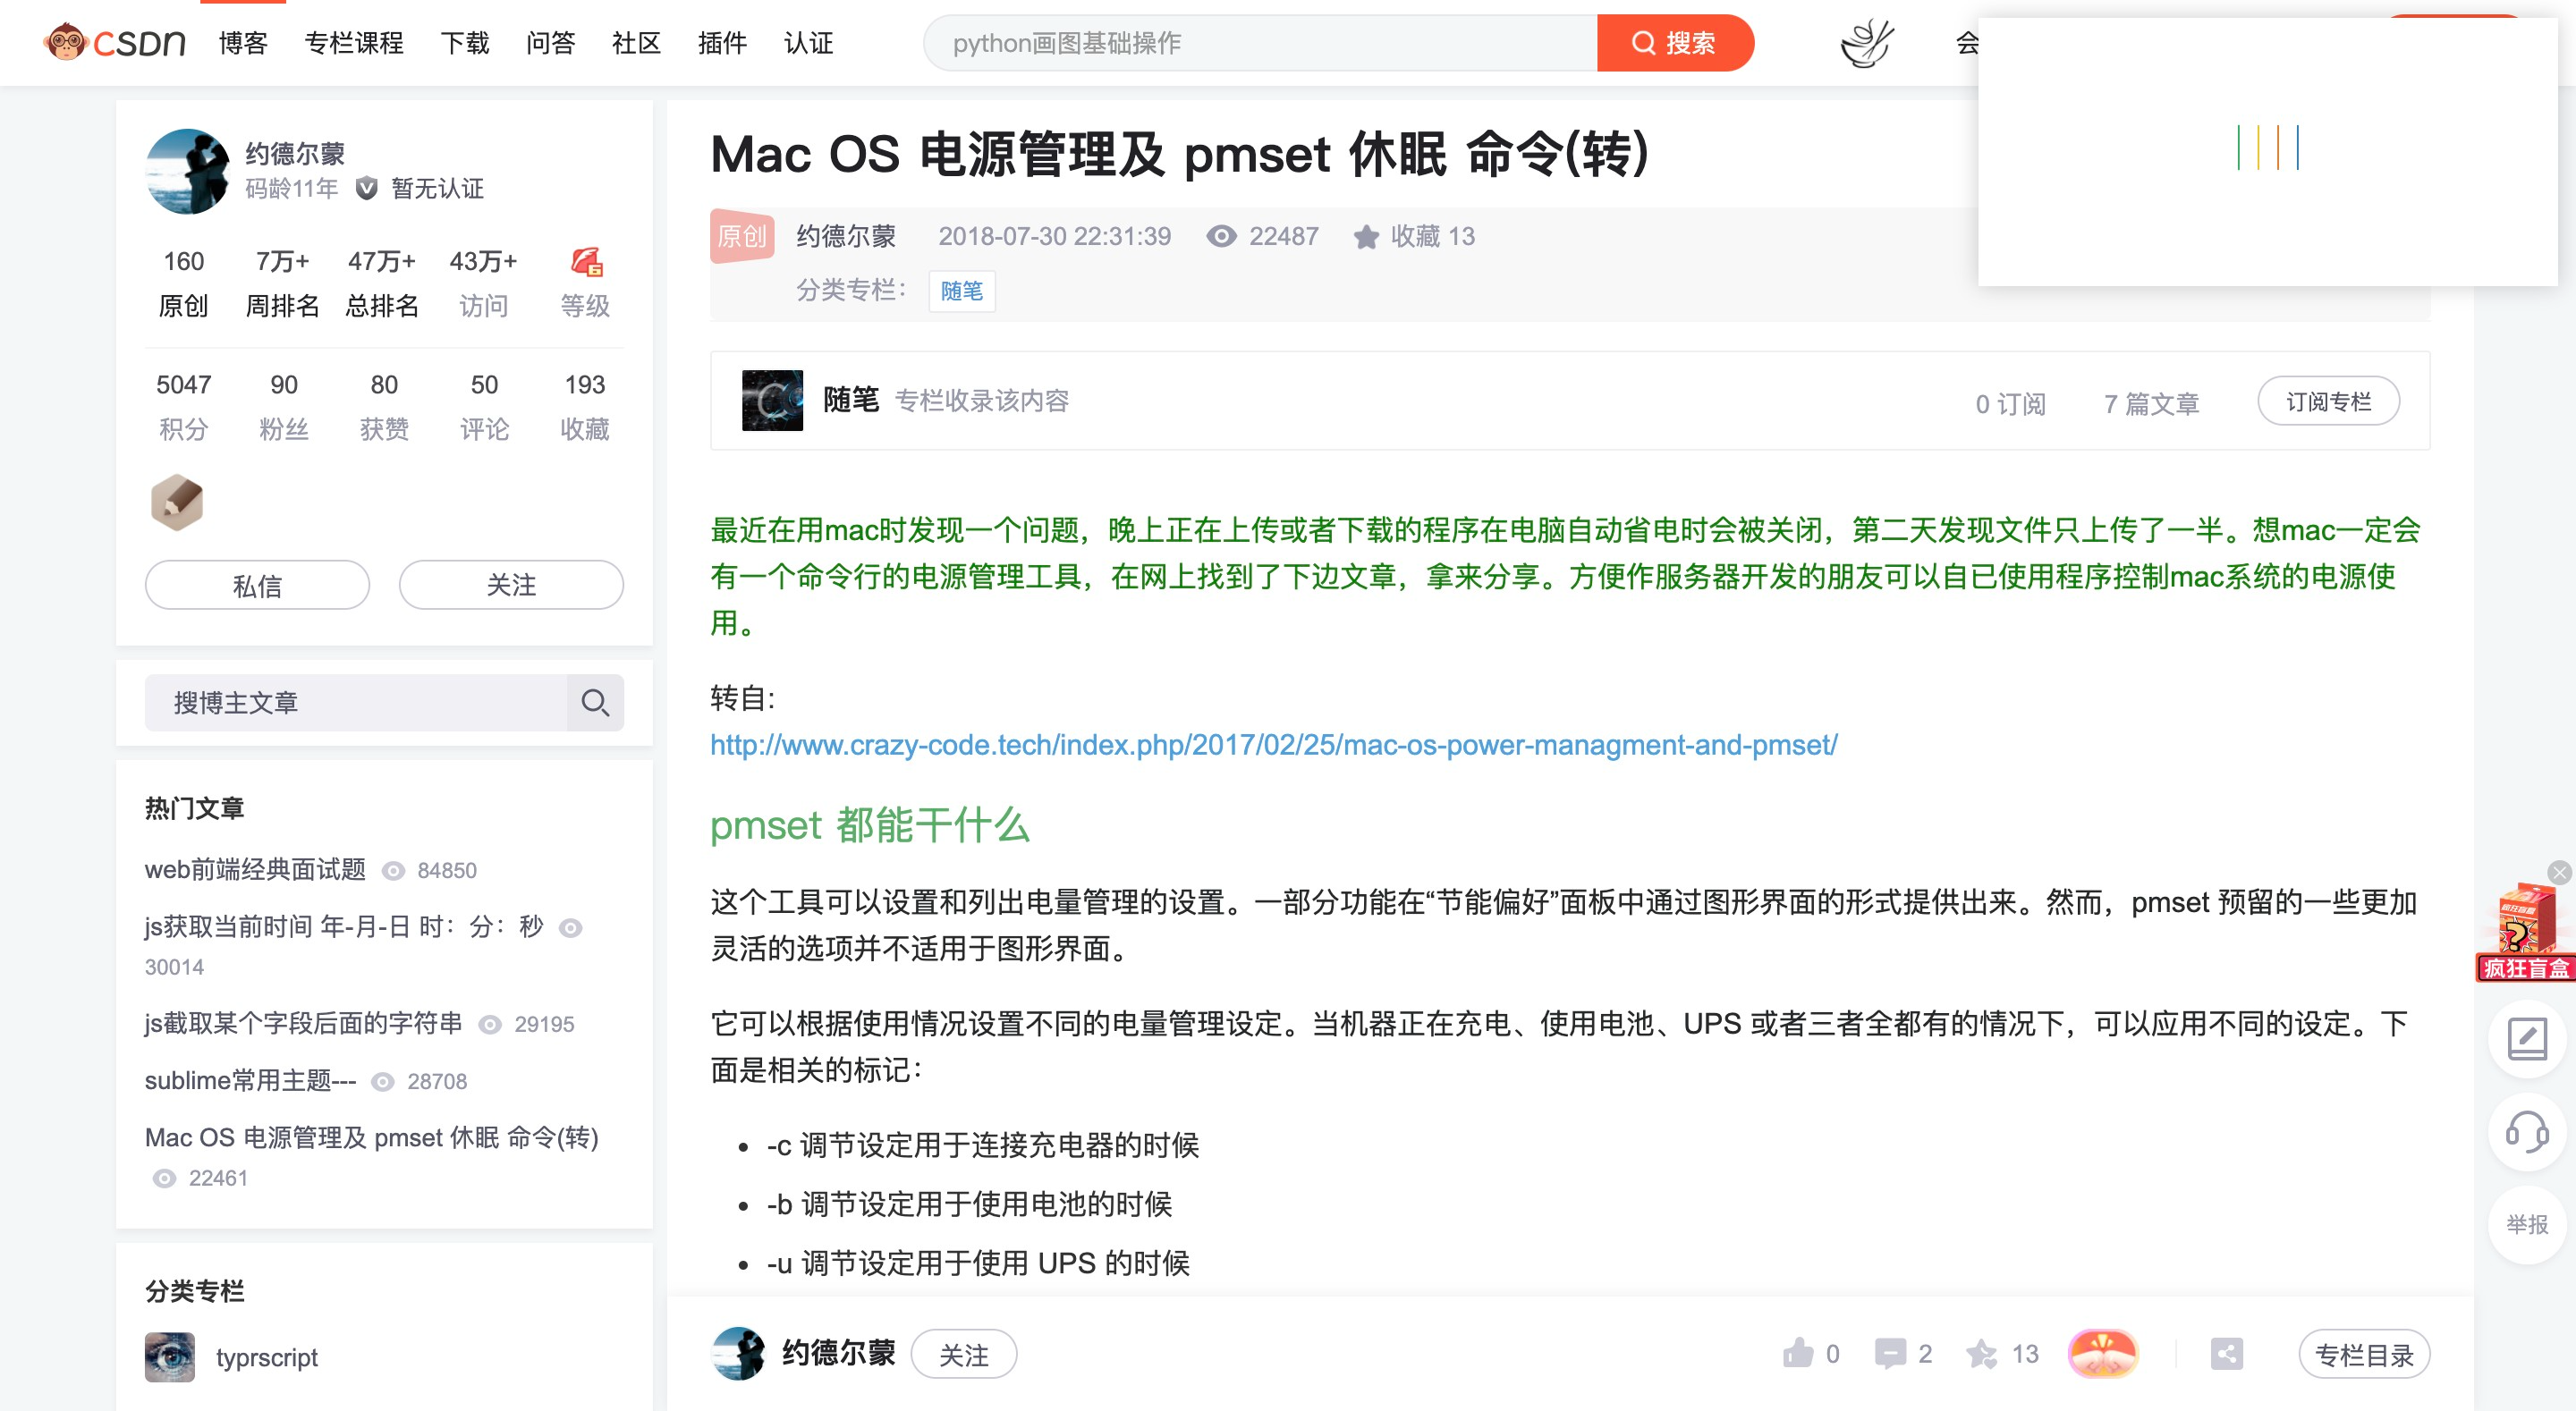 CSDN 博客 专栏课程 下载 问答 社区 插件 认证 python画图基础操作 搜索 会
约德尔蒙
码龄11年 暂无认证
160 7万+ 47万+ 43万+
原创 周排名 总排名 访问 等级
5047 90 80 50 193
积分 粉丝 获赞 评论 收藏
私信 关注
搜博主文章
热门文章
web前端经典面试题 84850
js获取当前时间 年-月-日 时：分：秒
30014
js截取某个字段后面的字符串 29195
sublime常用主题--- 28708
Mac OS 电源管理及 pmset 休眠 命令(转)
22461
分类专栏
typrscript
Mac OS 电源管理及 pmset 休眠 命令(转)
原创 约德尔蒙 2018-07-30 22:31:39 22487 收藏 13
分类专栏： 随笔
随笔 专栏收录该内容 0 订阅 7 篇文章 订阅专栏
最近在用mac时发现一个问题，晚上正在上传或者下载的程序在电脑自动省电时会被关闭，第二天发现文件只上传了一半。想mac一定会
有一个命令行的电源管理工具，在网上找到了下边文章，拿来分享。方便作服务器开发的朋友可以自已使用程序控制mac系统的电源使
用。
转自:
http://www.crazy-code.tech/index.php/2017/02/25/mac-os-power-managment-and-pmset/
pmset 都能干什么
这个工具可以设置和列出电量管理的设置。一部分功能在“节能偏好”面板中通过图形界面的形式提供出来。然而，pmset 预留的一些更加
灵活的选项并不适用于图形界面。
它可以根据使用情况设置不同的电量管理设定。当机器正在充电、使用电池、UPS 或者三者全都有的情况下，可以应用不同的设定。下
面是相关的标记：
-c 调节设定用于连接充电器的时候
-b 调节设定用于使用电池的时候
-u 调节设定用于使用 UPS 的时候
约德尔蒙 关注 0 2 13 专栏目录
疯狂盲盒
举报